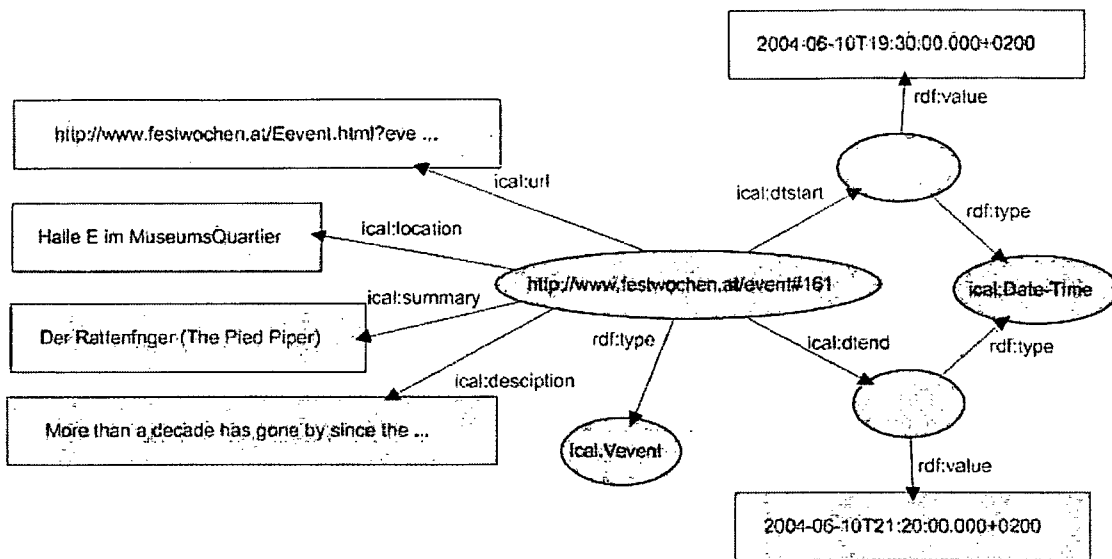 2004-06-10T19:30:00.000+0200
rdf:value
http://www.festwochen.at/Eevent.html?eve ...
ical:url
ical:dtstart
rdf:type
Halle E im MuseumsQuartier
ical:location
http://www.festwochen.at/event#161
ical:Date-Time
ical:summary
Der Rattenfnger (The Pied Piper)
rdf:type
ical:dtend
rdf:type
ical:desciption
More than a decade has gone by since the ...
ical:Vevent
rdf:value
2004-06-10T21:20:00.000+0200